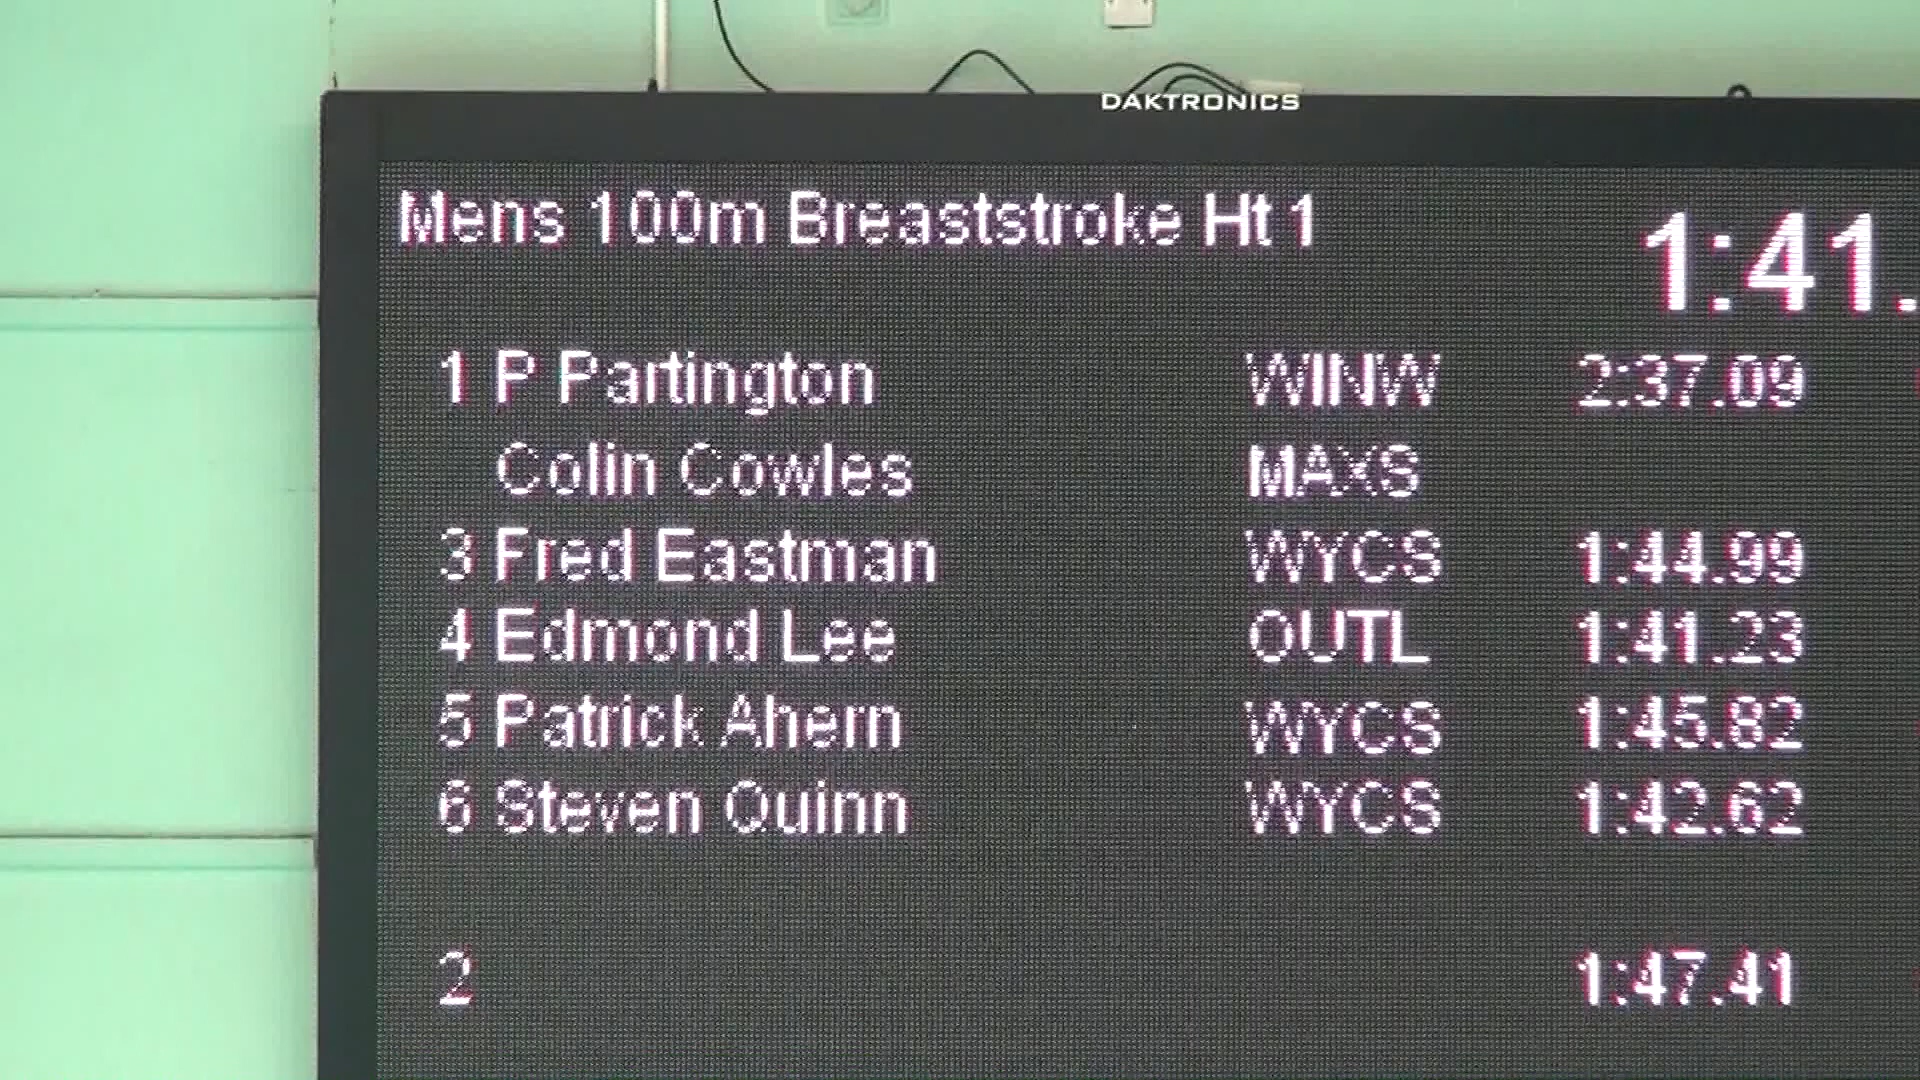 DAKTRONICS
Mens 100m Breaststroke Ht 1 1:41.
1 P Partington WINW 2:37.09
Colin Cowles MAXS
3 Fred Eastman WYCS 1:44.99
4 Edmond Lee OUTL 1:41.23
5 Patrick Ahern WYCS 1:45.82
6 Steven Quinn WYCS 1:42.62
2 1:47.41